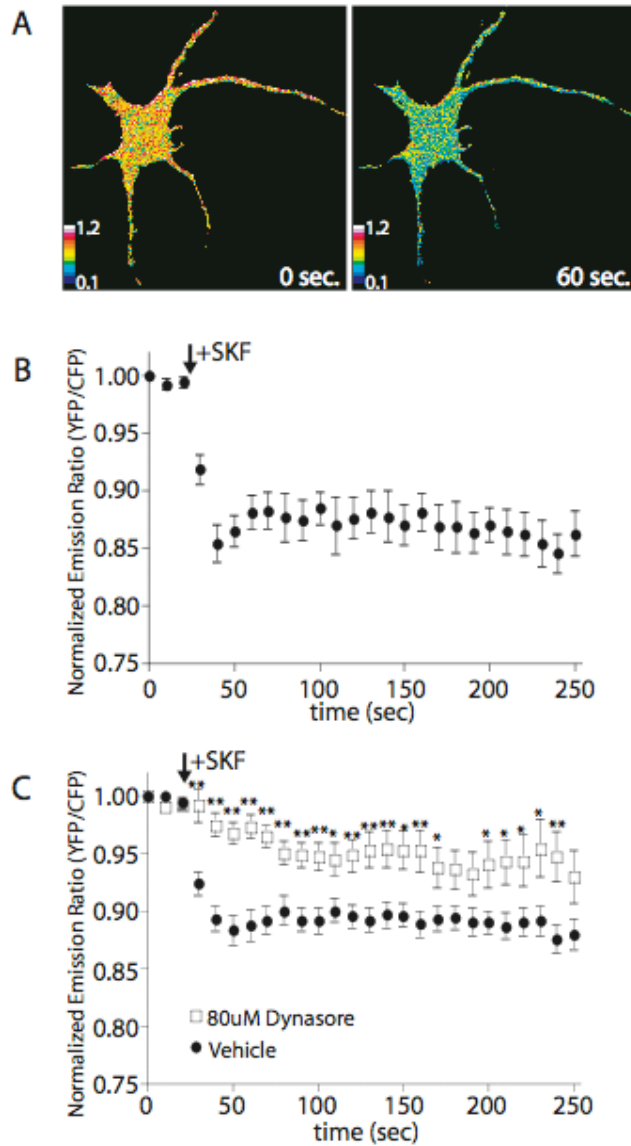 A
1.2
0.1
0 sec.
1.2
0.1
60 sec.
B
+SKF
Normalized Emission Ratio (YFP/CFP)
1.00
0.95
0.90
0.85
0.80
0.75
0 50 100 150 200 250
time (sec)
C
+SKF
Normalized Emission Ratio (YFP/CFP)
1.00
0.95
0.90
0.85
0.80
0.75
** ** ** ** ** ** ** ** * ** ** ** * ** * * * * * **
80uM Dynasore
Vehicle
0 50 100 150 200 250
time (sec)